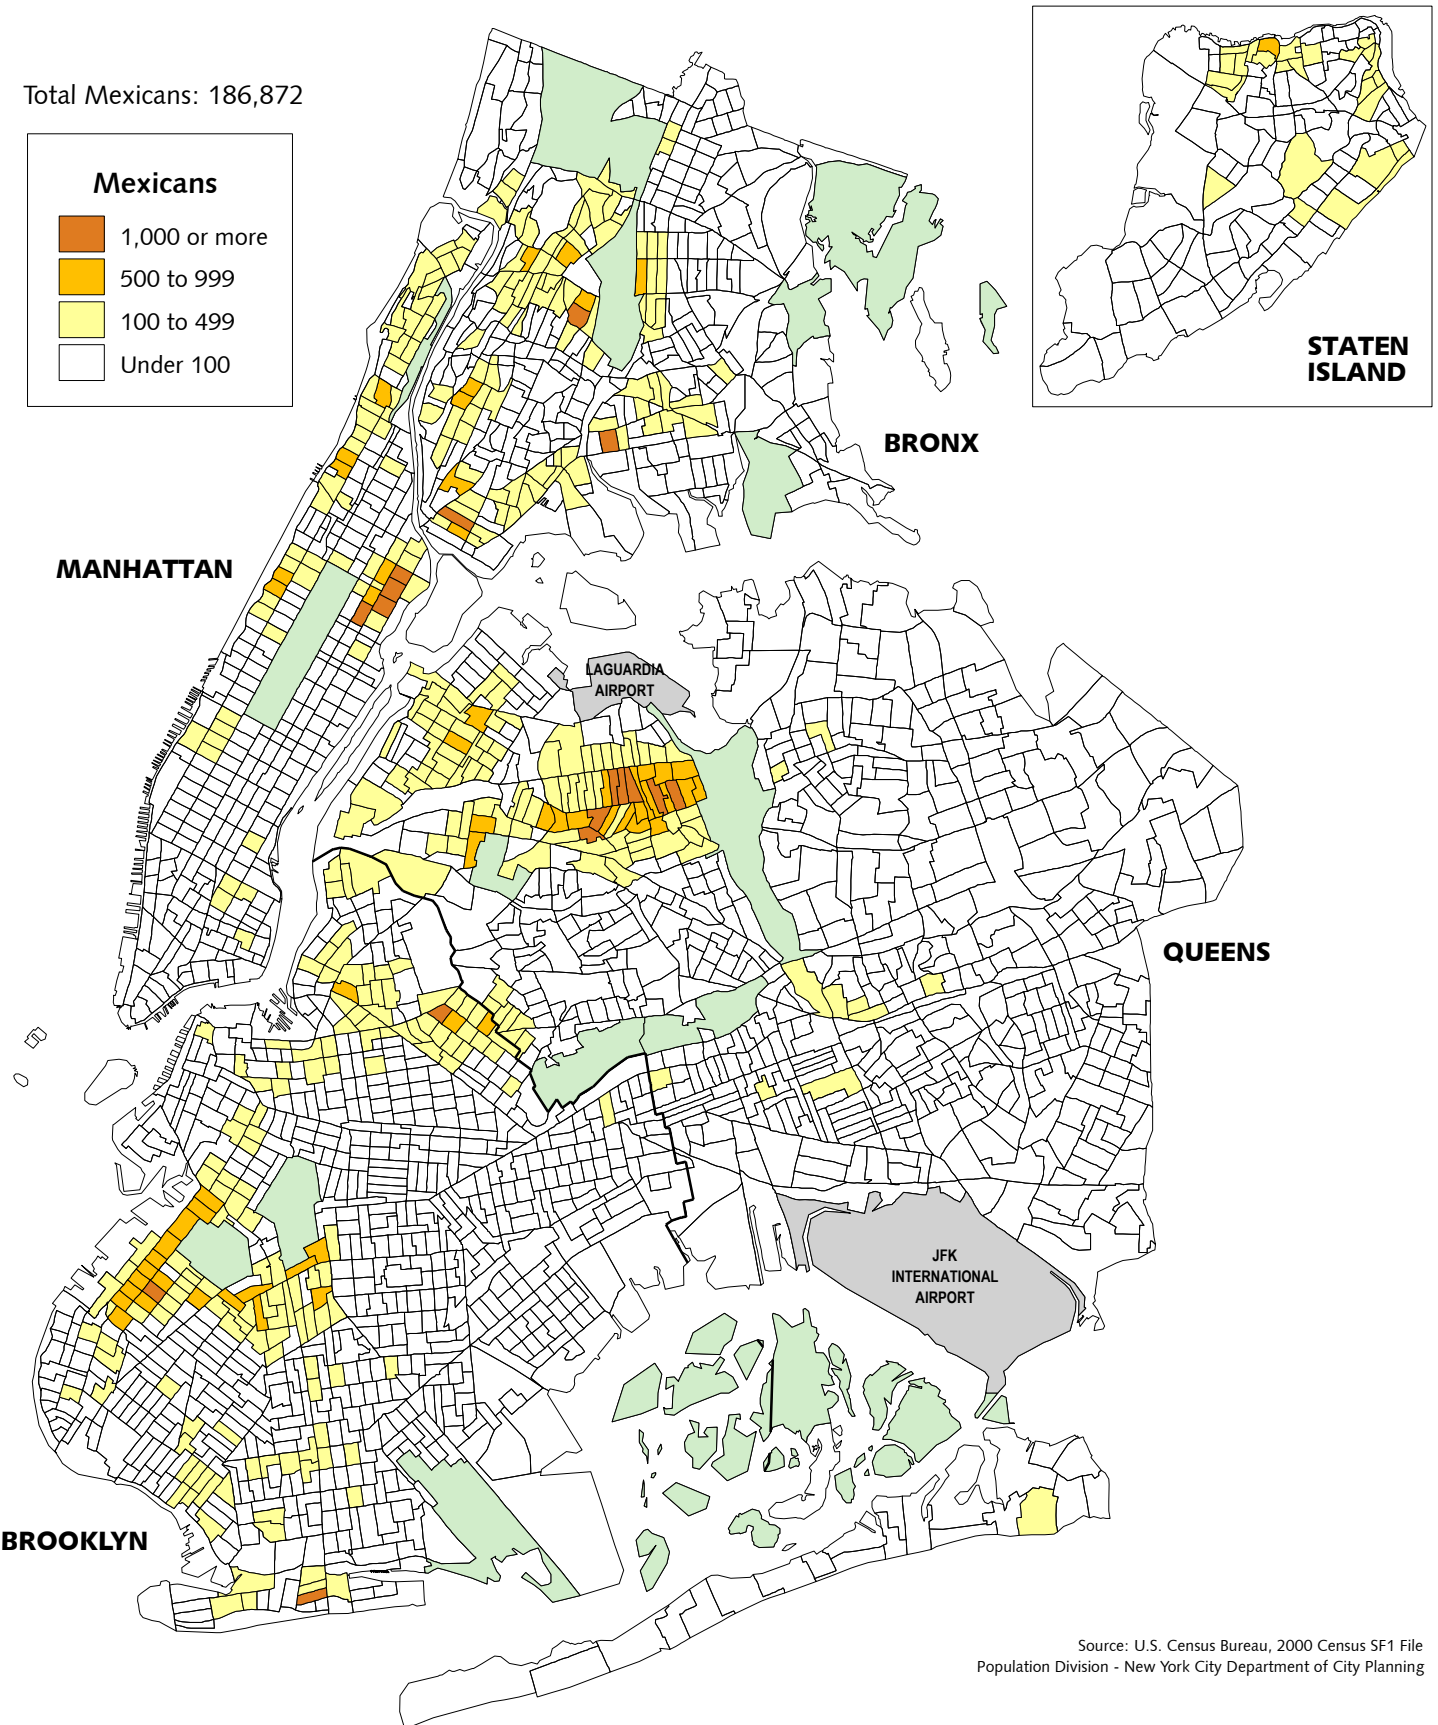 Total Mexicans: 186,872
Mexicans
1,000 or more
500 to 999
100 to 499
Under 100
STATEN
ISLAND
BRONX
MANHATTAN
LAGUARDIA
AIRPORT
QUEENS
JFK
INTERNATIONAL
AIRPORT
BROOKLYN
Source: U.S. Census Bureau, 2000 Census SF1 File
Population Division - New York City Department of City Planning